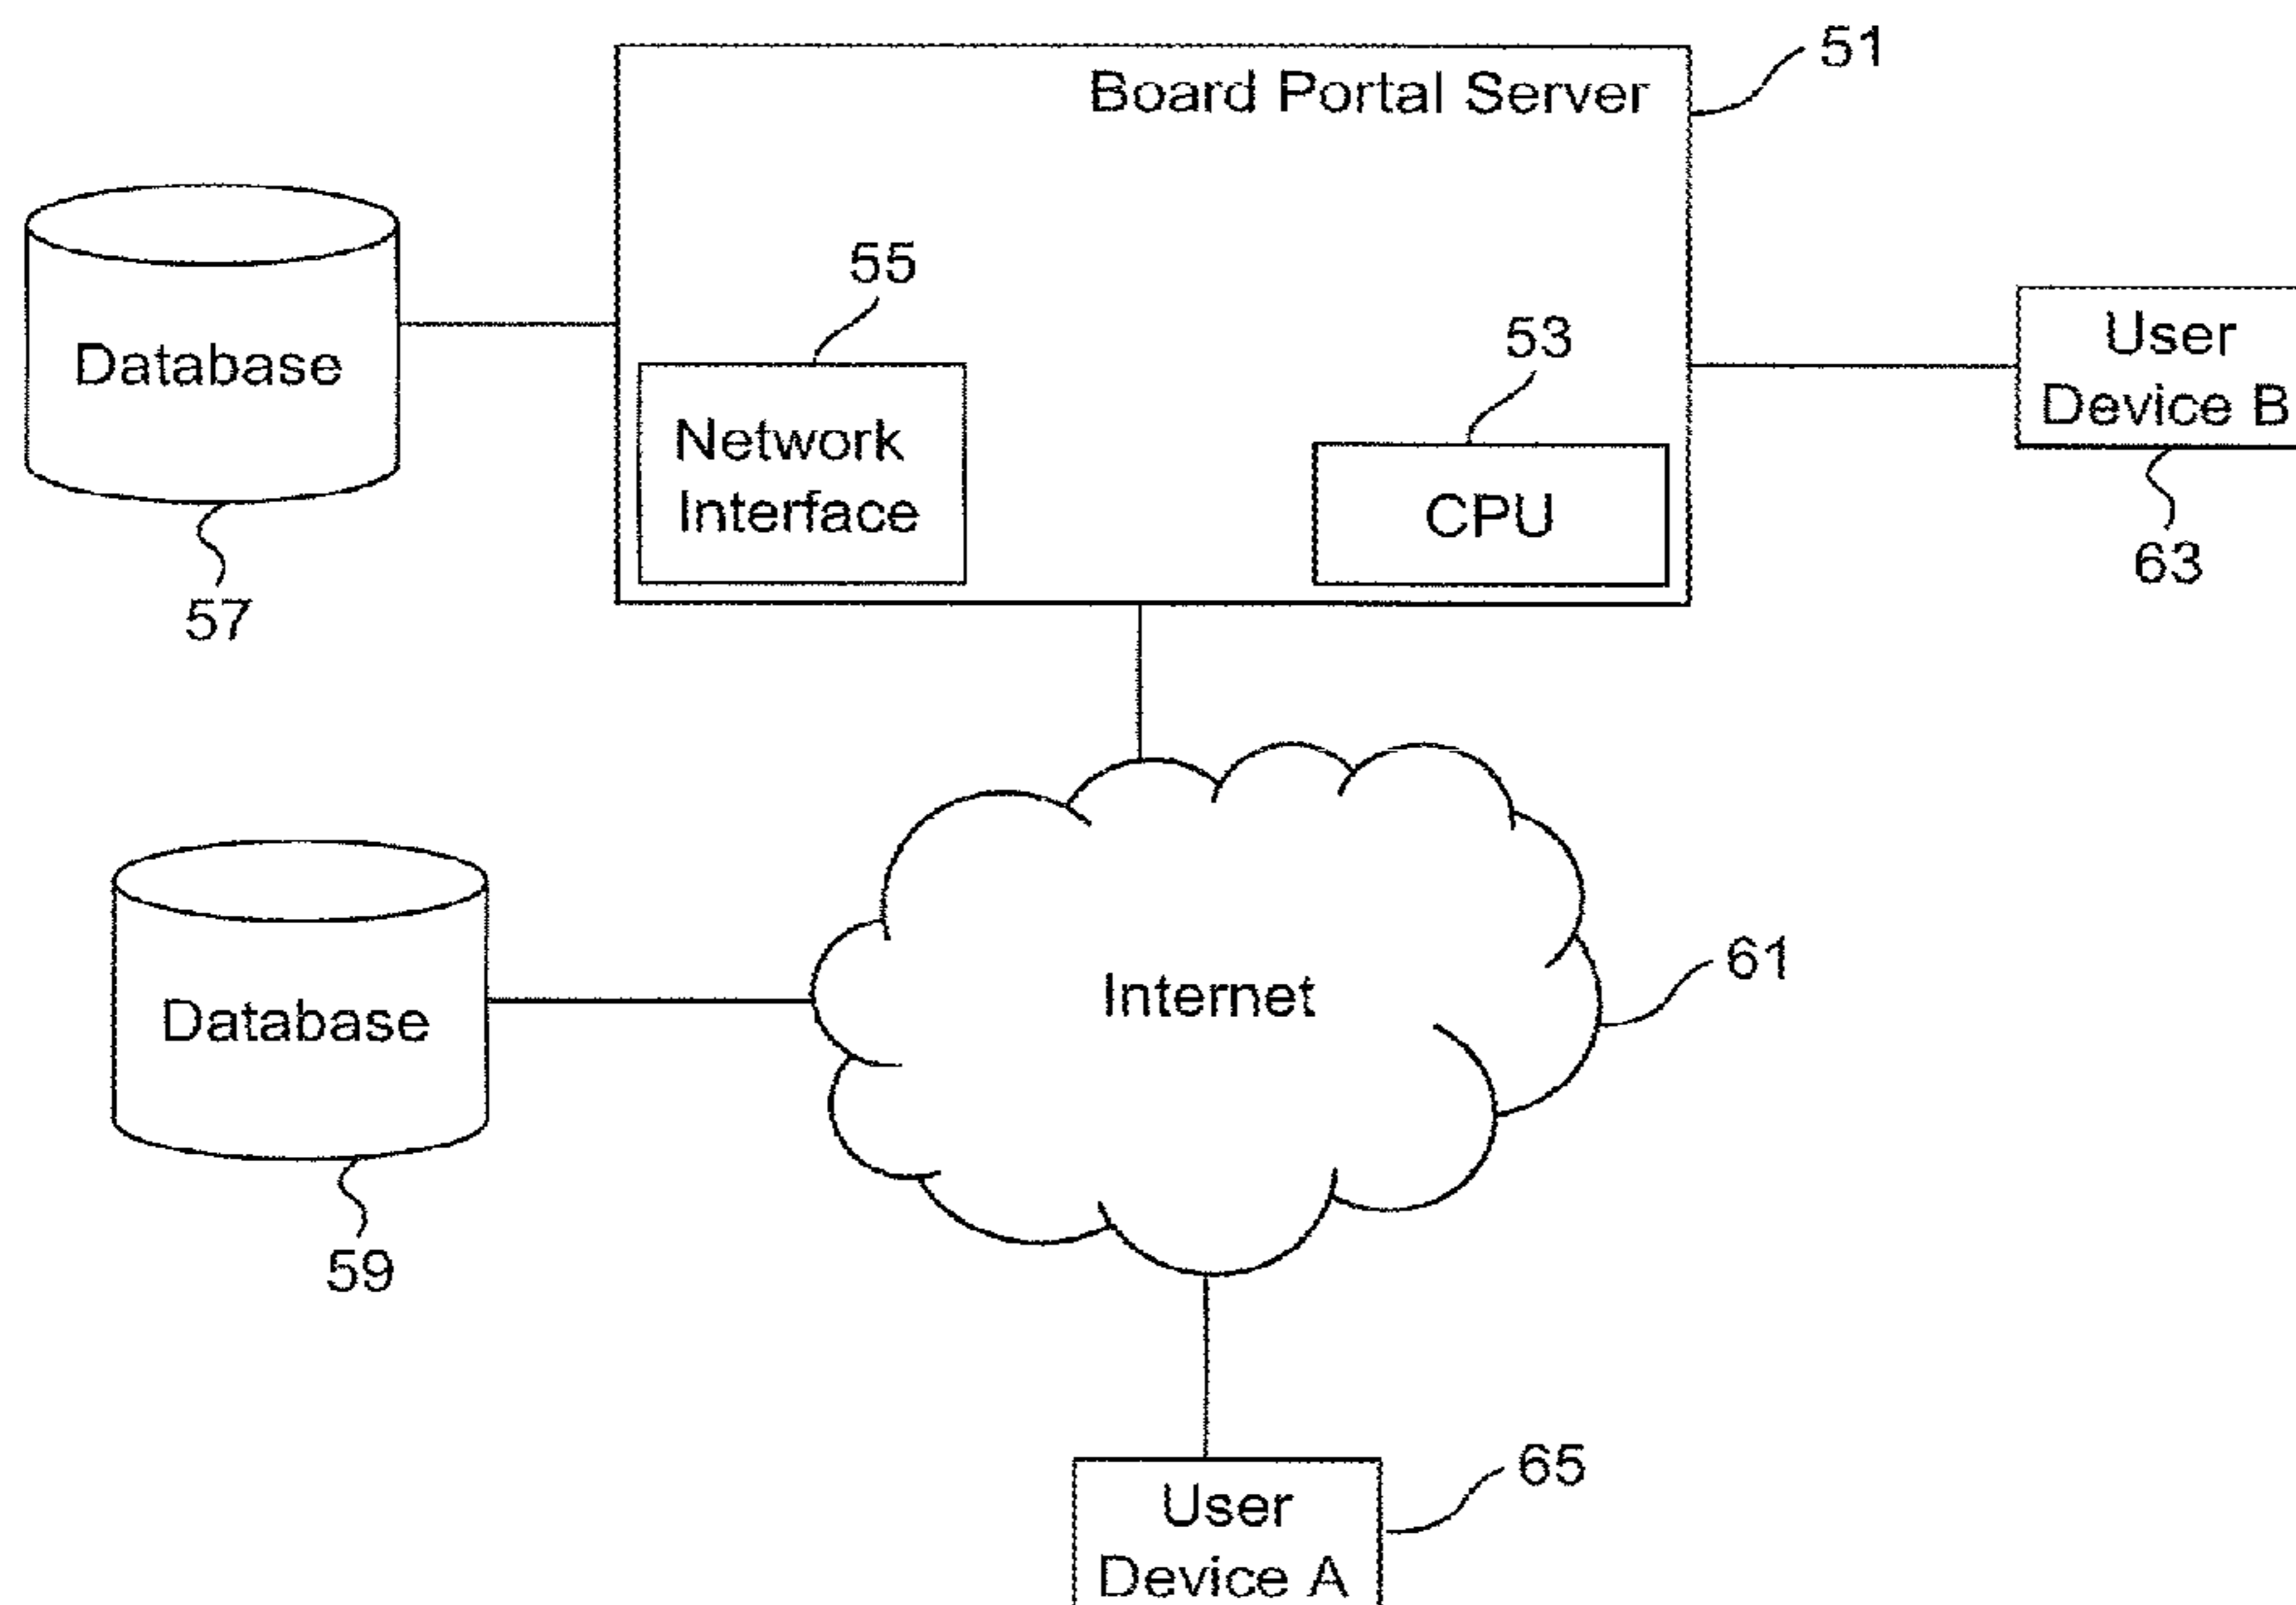 Board Portal Server
51
55
53
Database
Network
Interface
CPU
User
Device B
57
63
Database
Internet
61
59
User
Device A
65